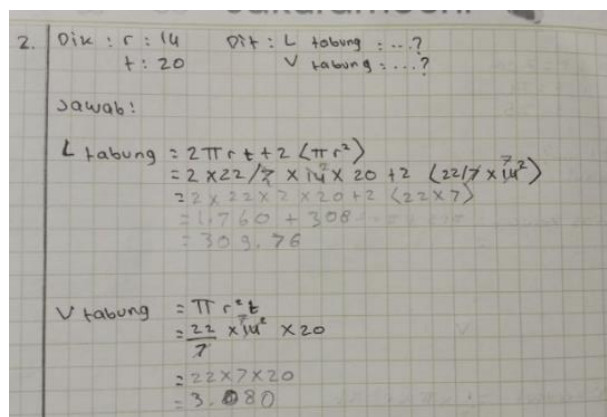 2. Dik : r : 14 Dit : L tabung : ...?
t : 20 V tabung : ...?
Jawab:
L tabung = 2πrt + 2 (πr²)
= 2 x 22/7 x 14² x 20 + 2 (22/7 x 14²)
= 2 x 22 x 2 x 20 + 2 (22 x 7)
= 1.760 + 308
= 309.76
V tabung = πr²t
= 22/7 x 14² x 20
= 22 x 7 x 20
= 3.080